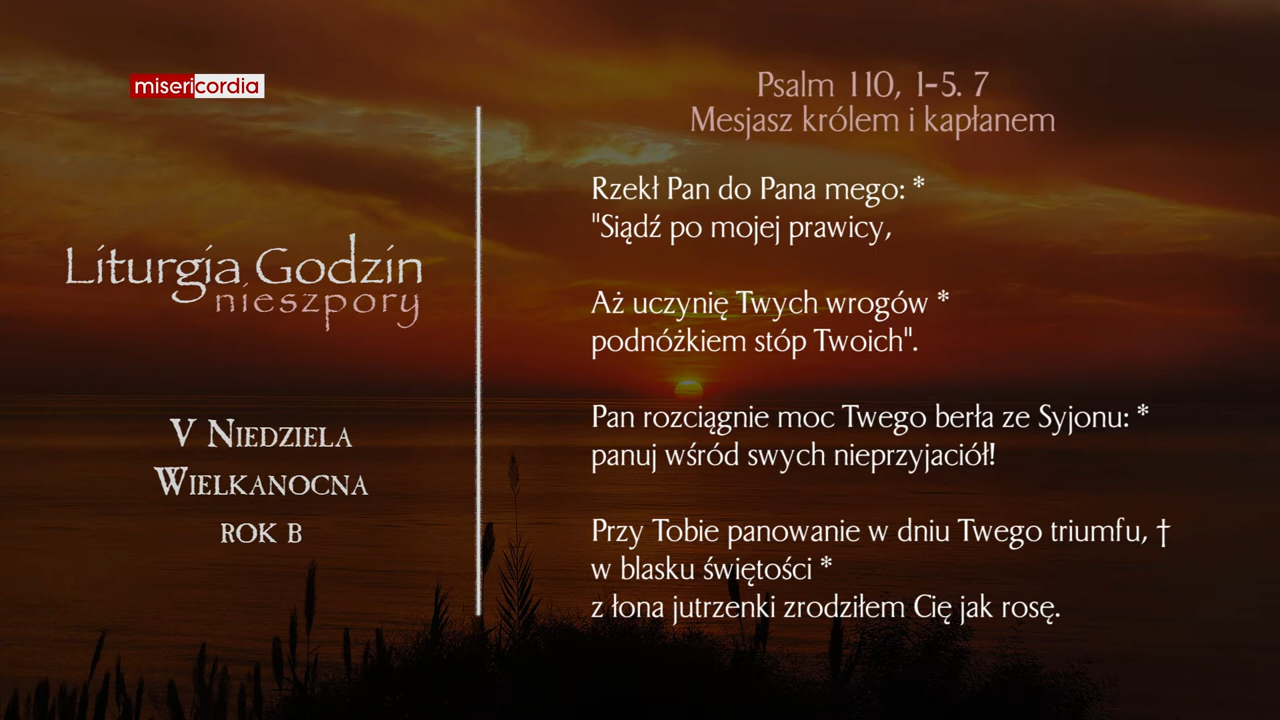 misericordia
Liturgia Godzin
nieszpory
V Niedziela
Wielkanocna
rok B
Psalm 110, 1-5. 7
Mesjasz królem i kapłanem
Rzekł Pan do Pana mego: *
"Siądź po mojej prawicy,
Aż uczynię Twych wrogów *
podnóżkiem stóp Twoich".
Pan rozciągnie moc Twego berła ze Syjonu: *
panuj wśród swych nieprzyjaciół!
Przy Tobie panowanie w dniu Twego triumfu, †
w blasku świętości *
z łona jutrzenki zrodziłem Cię jak rosę.